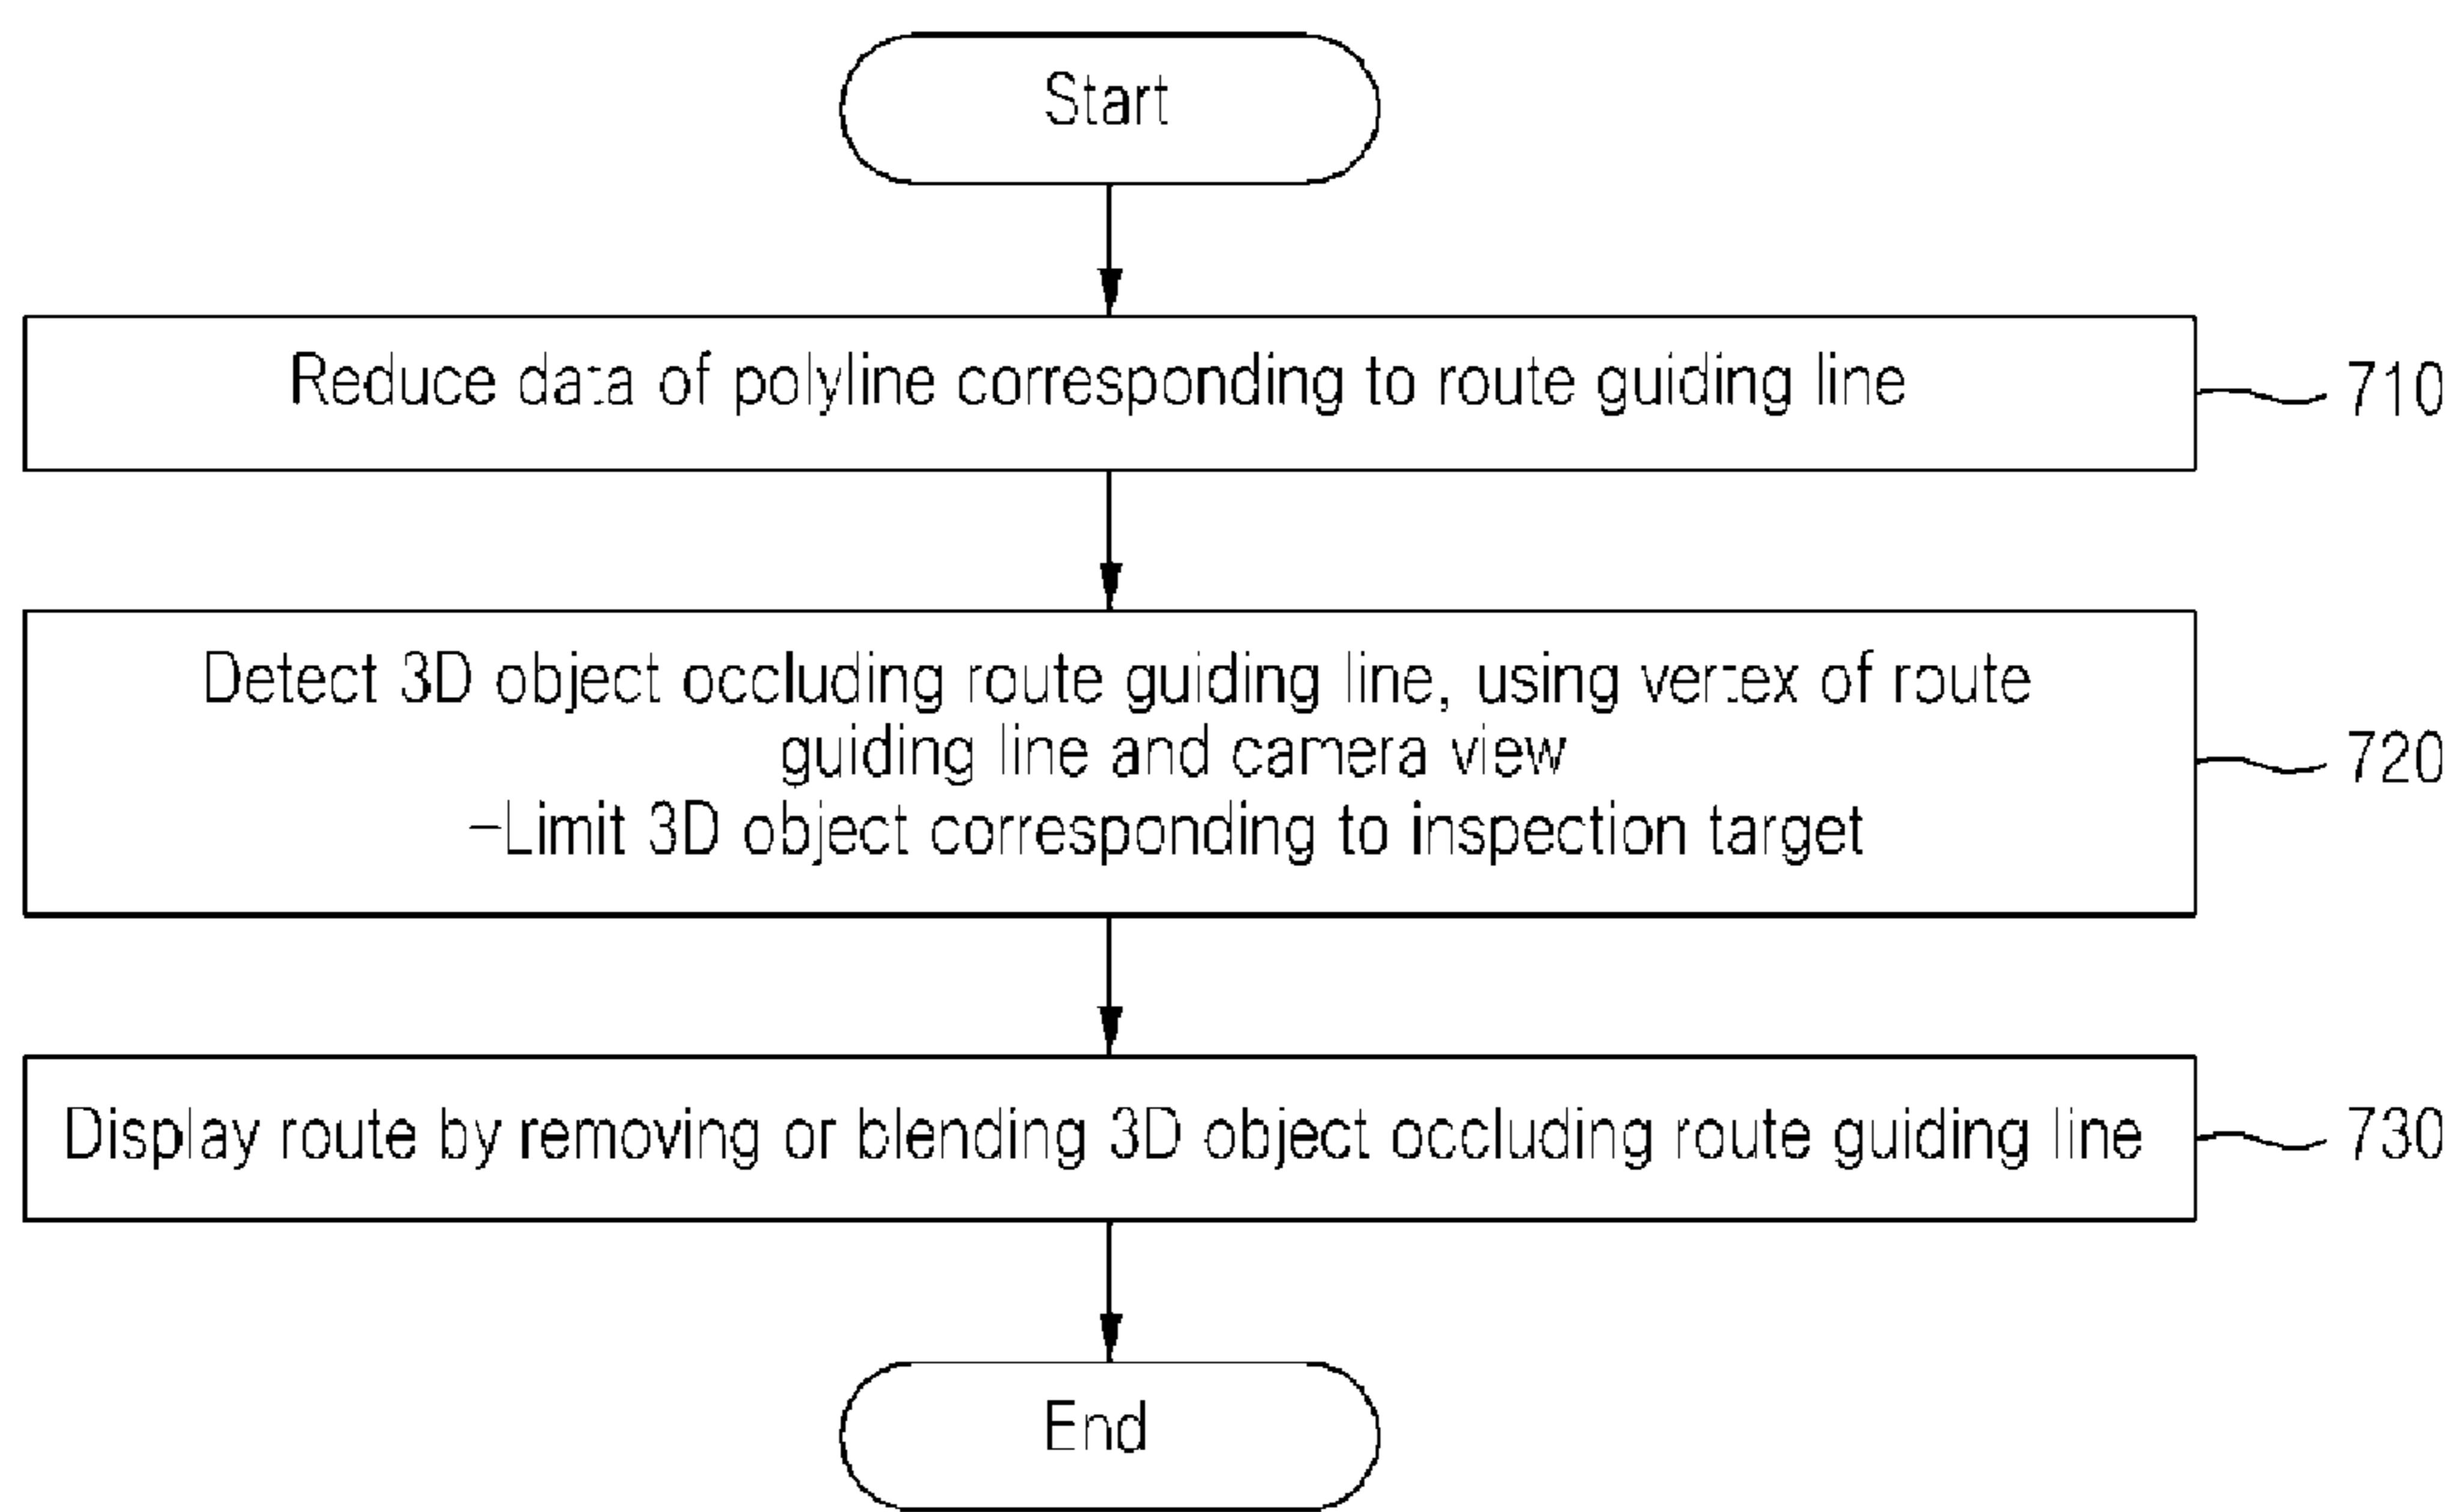 Start
Reduce data of polyline corresponding to route guiding line
710
Detect 3D object occluding route guiding line, using vertex of route
guiding line and camera view
720
-Limit 3D object corresponding to inspection target
Display route by removing or blending 3D object occluding route guiding line
730
End